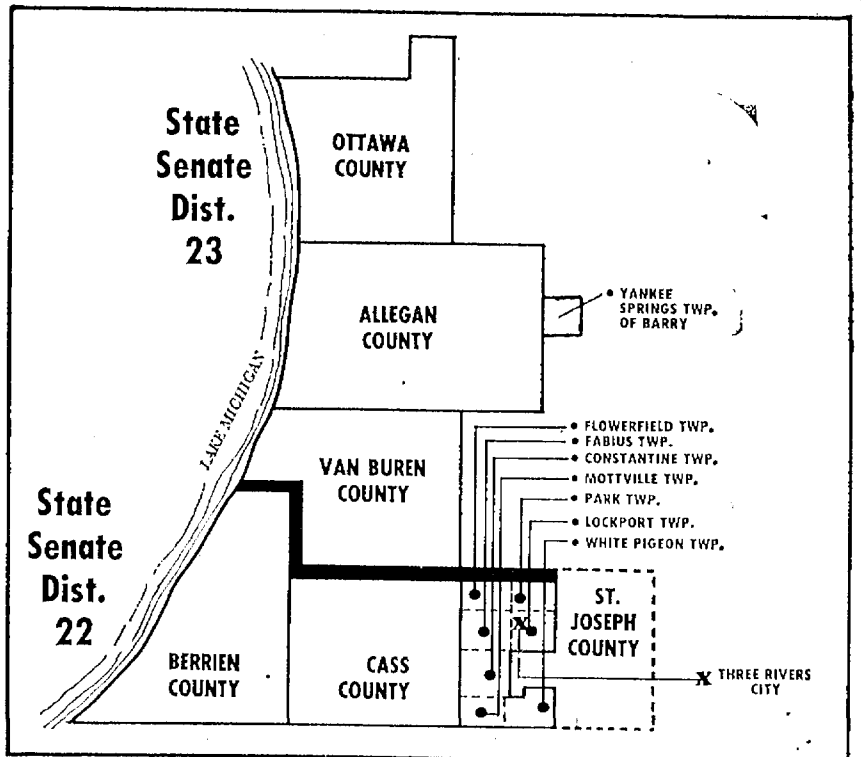 State
Senate
Dist.
23
OTTAWA
COUNTY
ALLEGAN
COUNTY
• YANKEE
SPRINGS TWP.
OF BARRY
LAKE MICHIGAN
VAN BUREN
COUNTY
• FLOWERFIELD TWP.
• FABIUS TWP.
• CONSTANTINE TWP.
• MOTTVILLE TWP.
• PARK TWP.
• LOCKPORT TWP.
• WHITE PIGEON TWP.
State
Senate
Dist.
22
BERRIEN
COUNTY
CASS
COUNTY
ST.
JOSEPH
COUNTY
X
X THREE RIVERS
CITY